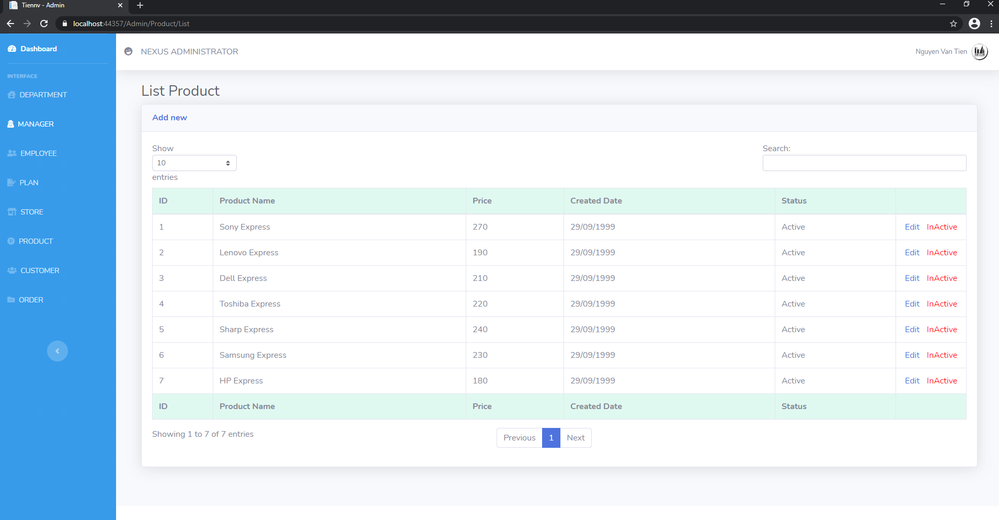 Tiennv - Admin
localhost:44357/Admin/Product/List
Dashboard
INTERFACE
DEPARTMENT
MANAGER
EMPLOYEE
PLAN
STORE
PRODUCT
CUSTOMER
ORDER
NEXUS ADMINISTRATOR
Nguyen Van Tien
List Product
Add new
Show
10
entries
Search:
ID Product Name Price Created Date Status
1 Sony Express 270 29/09/1999 Active Edit InActive
2 Lenovo Express 190 29/09/1999 Active Edit InActive
3 Dell Express 210 29/09/1999 Active Edit InActive
4 Toshiba Express 220 29/09/1999 Active Edit InActive
5 Sharp Express 240 29/09/1999 Active Edit InActive
6 Samsung Express 230 29/09/1999 Active Edit InActive
7 HP Express 180 29/09/1999 Active Edit InActive
ID Product Name Price Created Date Status
Showing 1 to 7 of 7 entries
Previous 1 Next